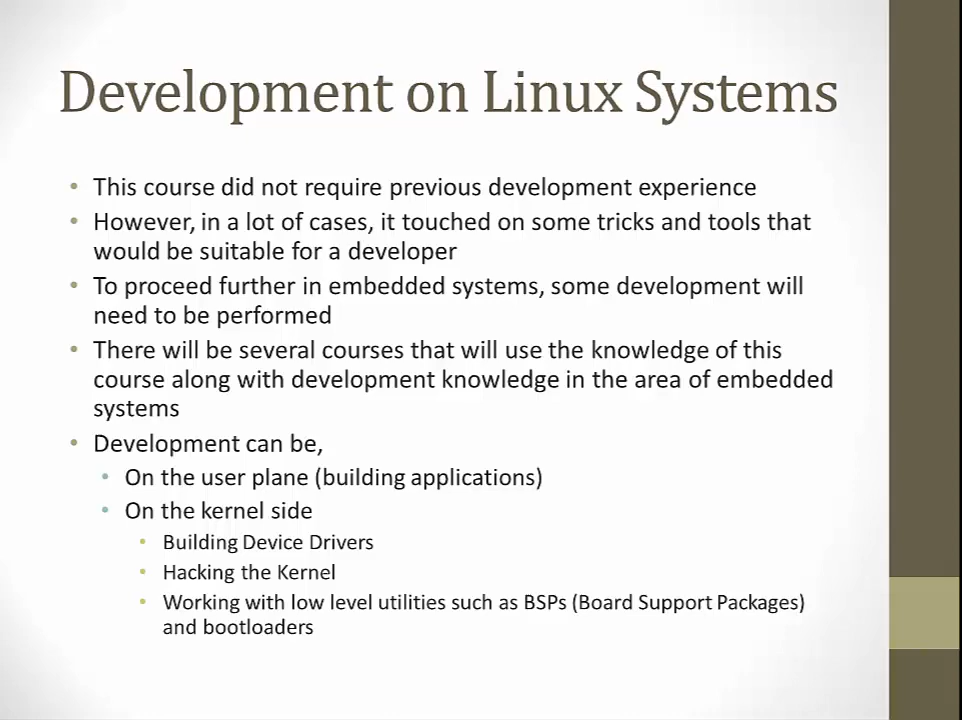 Development on Linux Systems
• This course did not require previous development experience
• However, in a lot of cases, it touched on some tricks and tools that
would be suitable for a developer
• To proceed further in embedded systems, some development will
need to be performed
• There will be several courses that will use the knowledge of this
course along with development knowledge in the area of embedded
systems
• Development can be,
• On the user plane (building applications)
• On the kernel side
• Building Device Drivers
• Hacking the Kernel
• Working with low level utilities such as BSPs (Board Support Packages)
and bootloaders